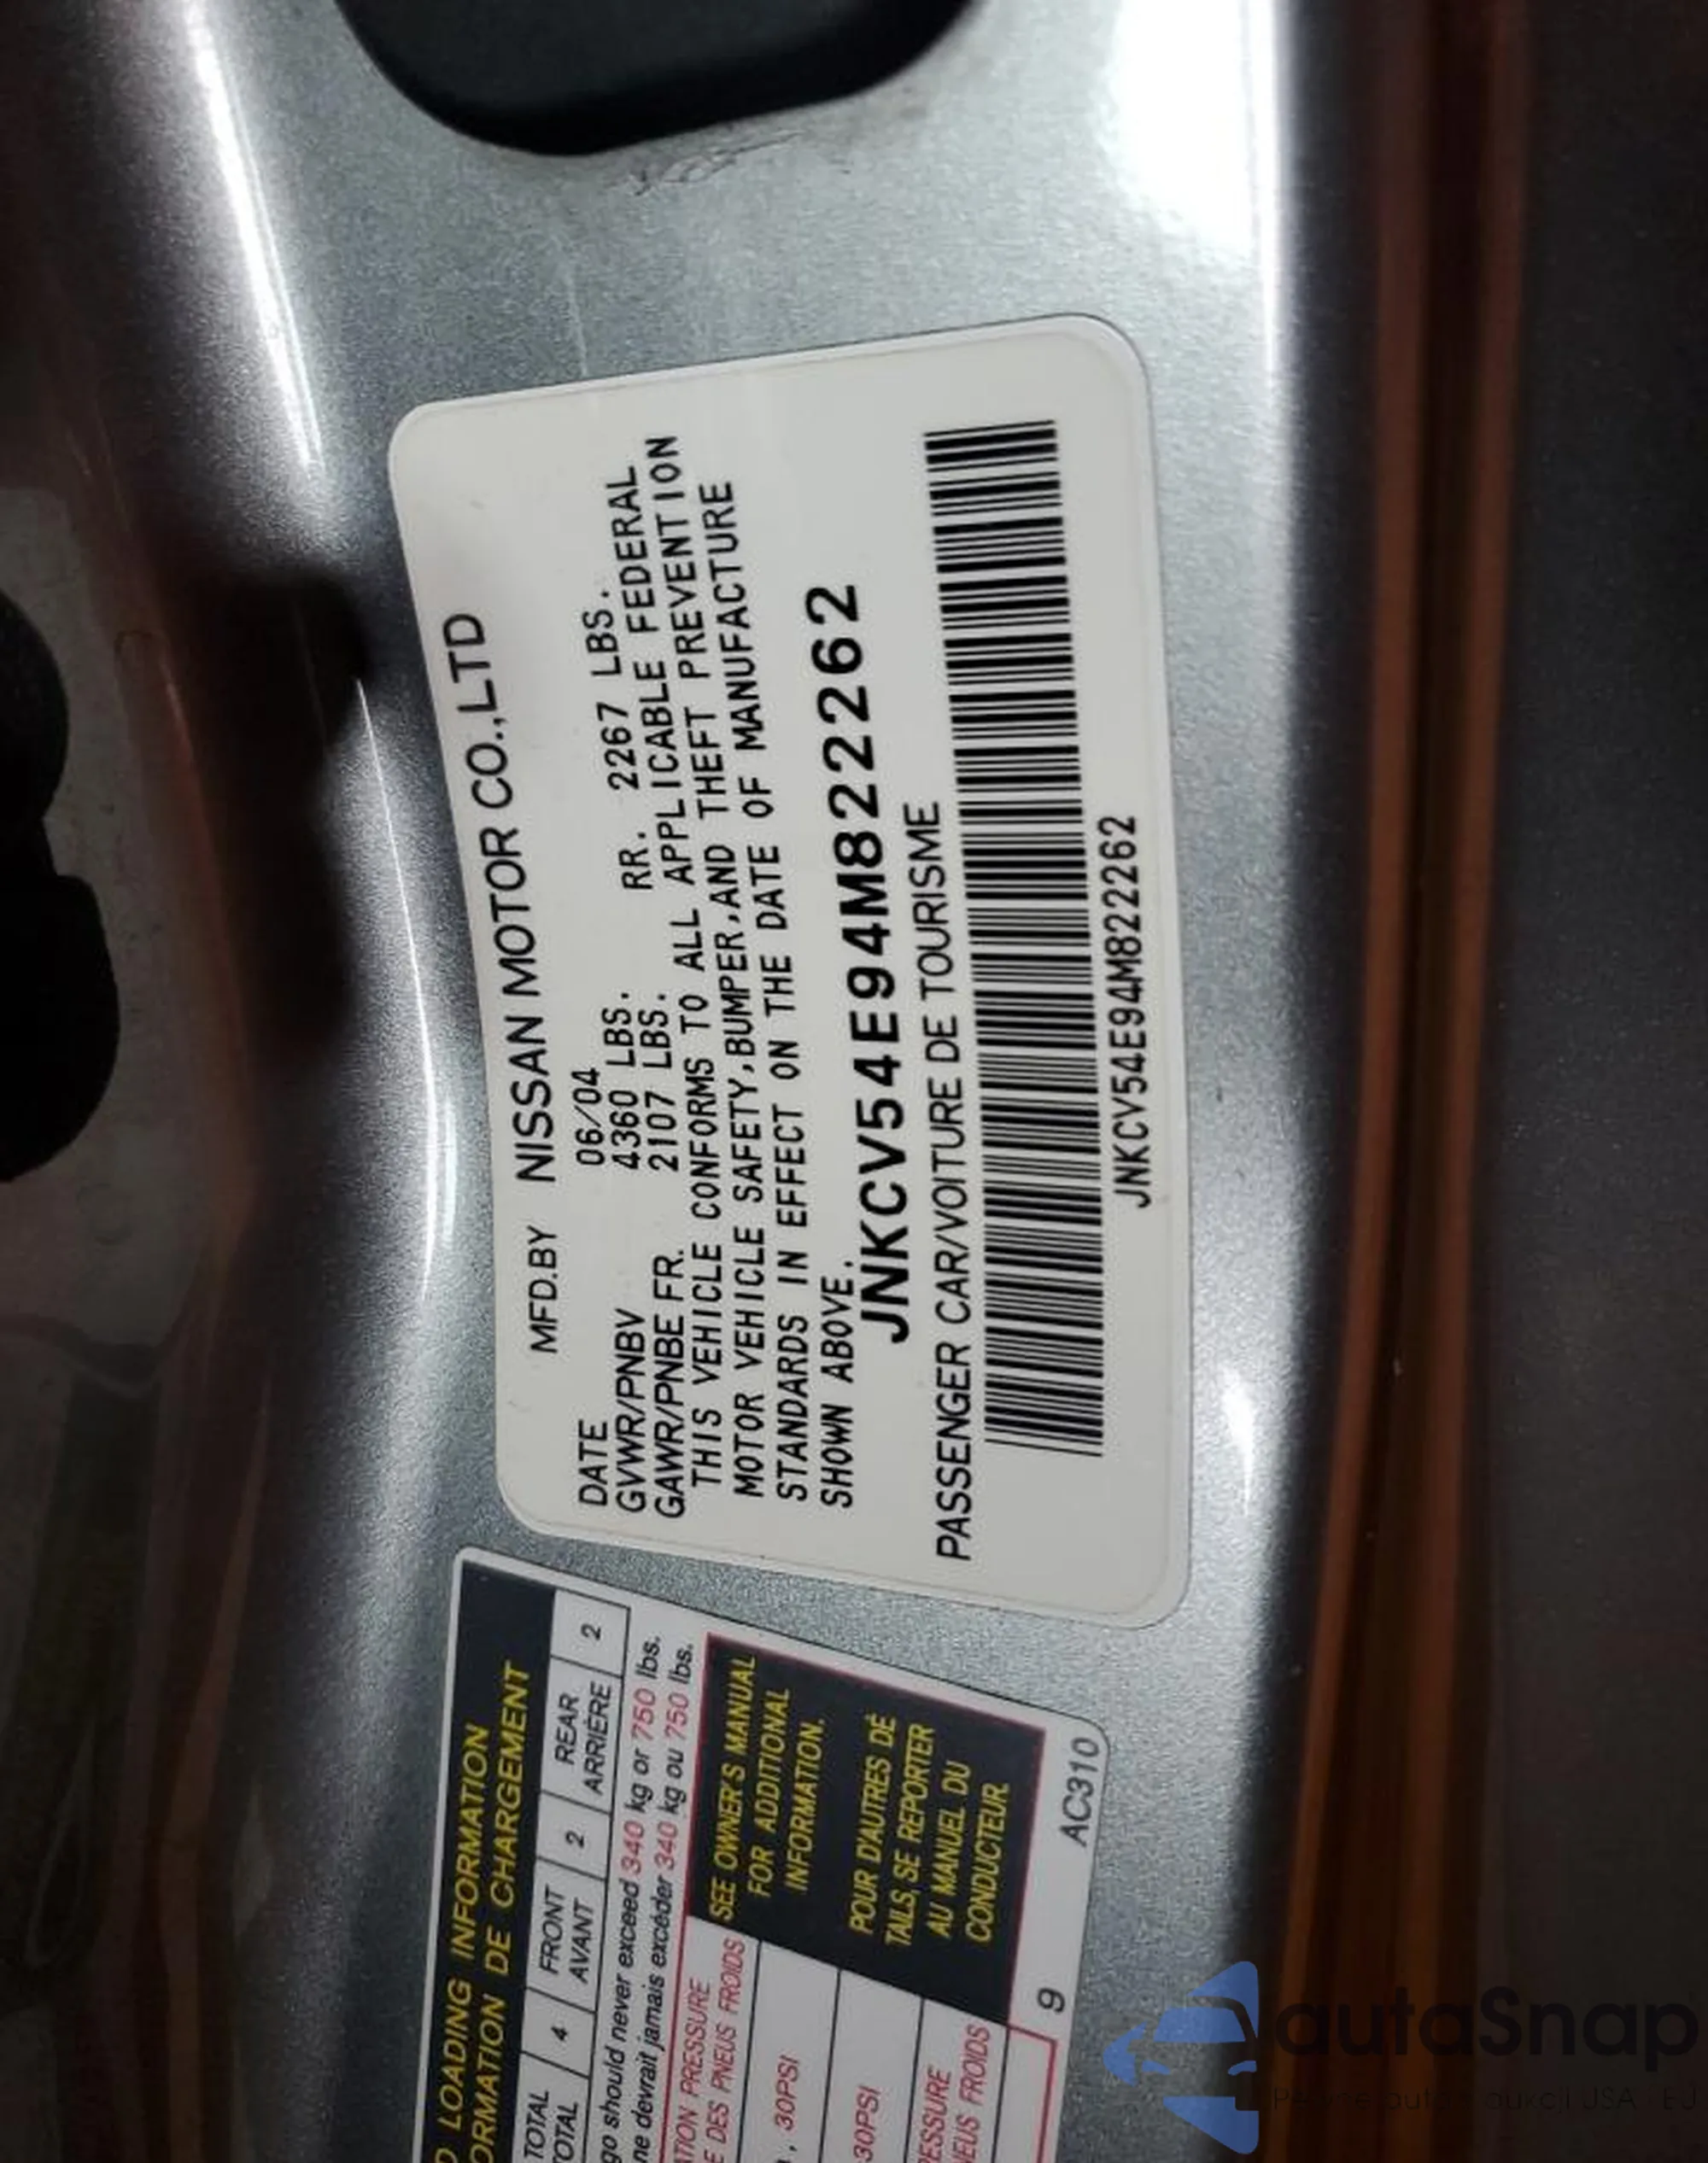 MFD.BY NISSAN MOTOR CO.,LTD
DATE 06/04
GVWR/PNBV 4360 LBS.
GAWR/PNBE FR. 2107 LBS. RR. 2267 LBS.
THIS VEHICLE CONFORMS TO ALL APPLICABLE FEDERAL
MOTOR VEHICLE SAFETY,BUMPER,AND THEFT PREVENTION
STANDARDS IN EFFECT ON THE DATE OF MANUFACTURE
SHOWN ABOVE.
JNKCV54E94M822262
PASSENGER CAR/VOITURE DE TOURISME
JNKCV54E94M822262
LOADING INFORMATION
DE CHARGEMENT
TOTAL 4 FRONT 2 REAR 2
AVANT ARRIÈRE
should never exceed 340 kg or 750 lbs.
ne devrait jamais excéder 340 kg ou 750 lbs.
PRESSURE
DES PNEUS FROIDS
SEE OWNER'S MANUAL
FOR ADDITIONAL
INFORMATION.
30PSI
POUR D'AUTRES DÉ
TAILS, SE REPORTER
AU MANUEL DU
CONDUCTEUR.
30PSI
FROIDS
9 AC310
autaSnap